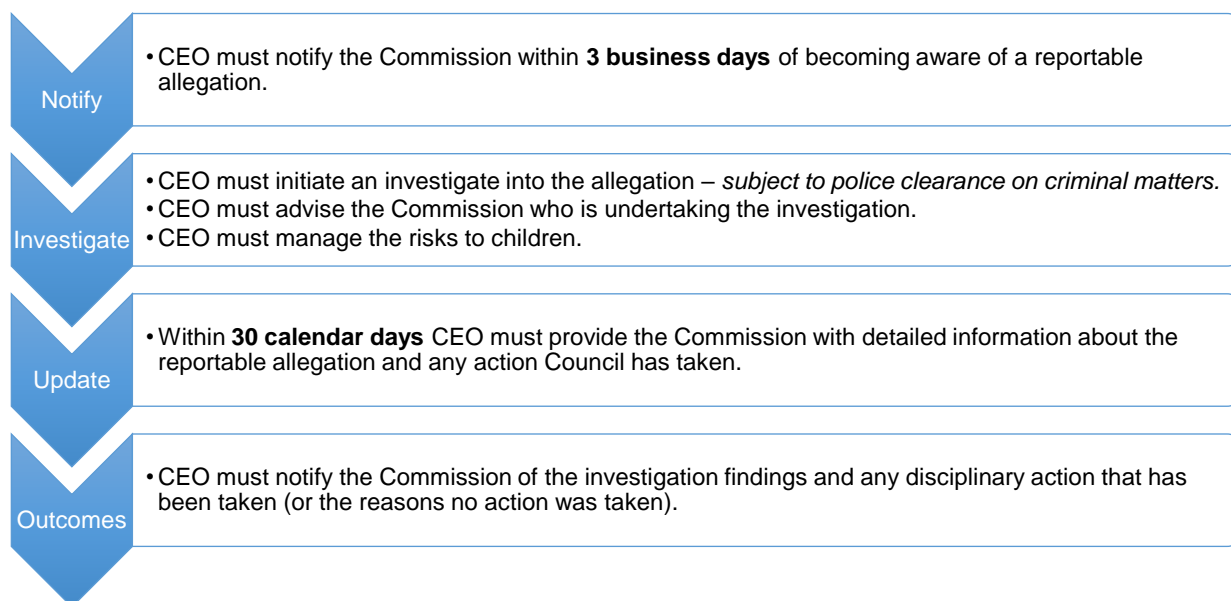 Notify
• CEO must notify the Commission within 3 business days of becoming aware of a reportable
allegation.
Investigate
• CEO must initiate an investigate into the allegation – subject to police clearance on criminal matters.
• CEO must advise the Commission who is undertaking the investigation.
• CEO must manage the risks to children.
Update
• Within 30 calendar days CEO must provide the Commission with detailed information about the
reportable allegation and any action Council has taken.
Outcomes
• CEO must notify the Commission of the investigation findings and any disciplinary action that has
been taken (or the reasons no action was taken).